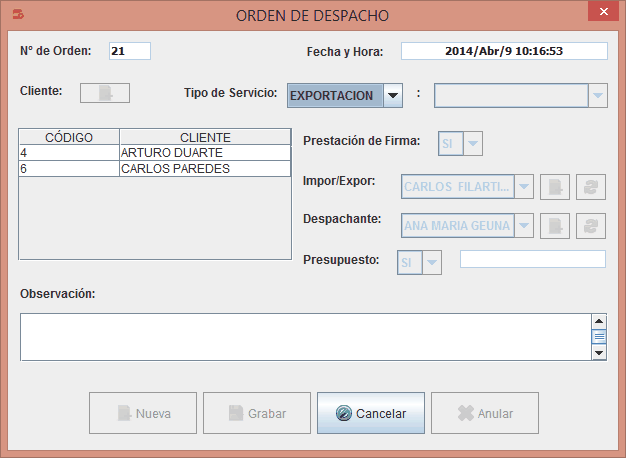 ORDEN DE DESPACHO
Nº de Orden: 21 Fecha y Hora: 2014/Abr/9 10:16:53
Cliente: Tipo de Servicio: EXPORTACION :
CÓDIGO CLIENTE
4 ARTURO DUARTE
6 CARLOS PAREDES
Prestación de Firma: SI
Impor/Expor: CARLOS FILARTI...
Despachante: ANA MARIA GEUNA
Presupuesto: SI
Observación:
Nueva Grabar Cancelar Anular